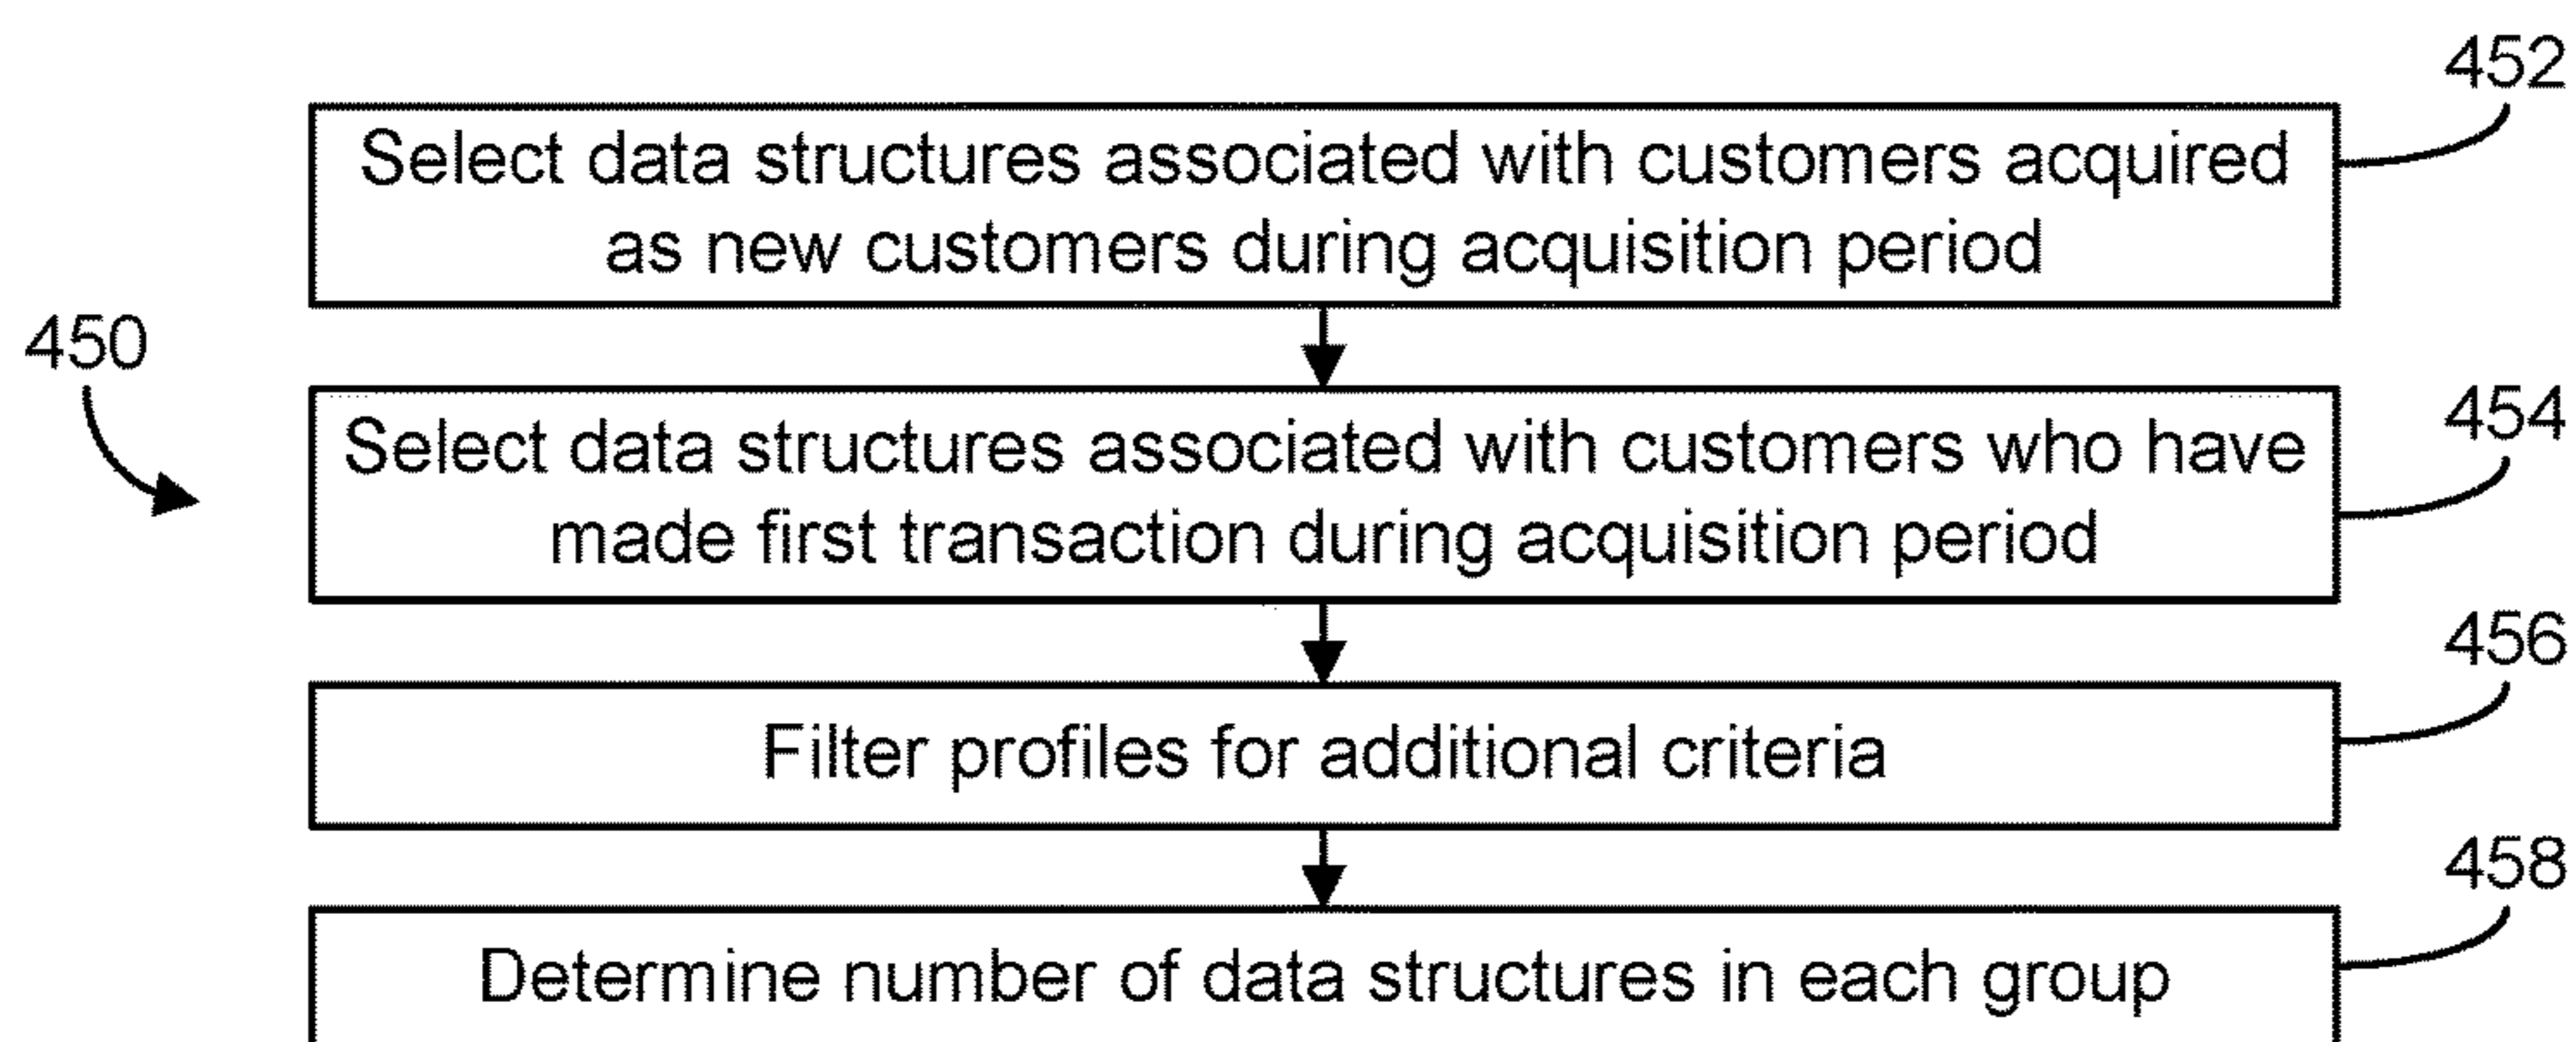 452
Select data structures associated with customers acquired
as new customers during acquisition period
450
454
Select data structures associated with customers who have
made first transaction during acquisition period
456
Filter profiles for additional criteria
458
Determine number of data structures in each group